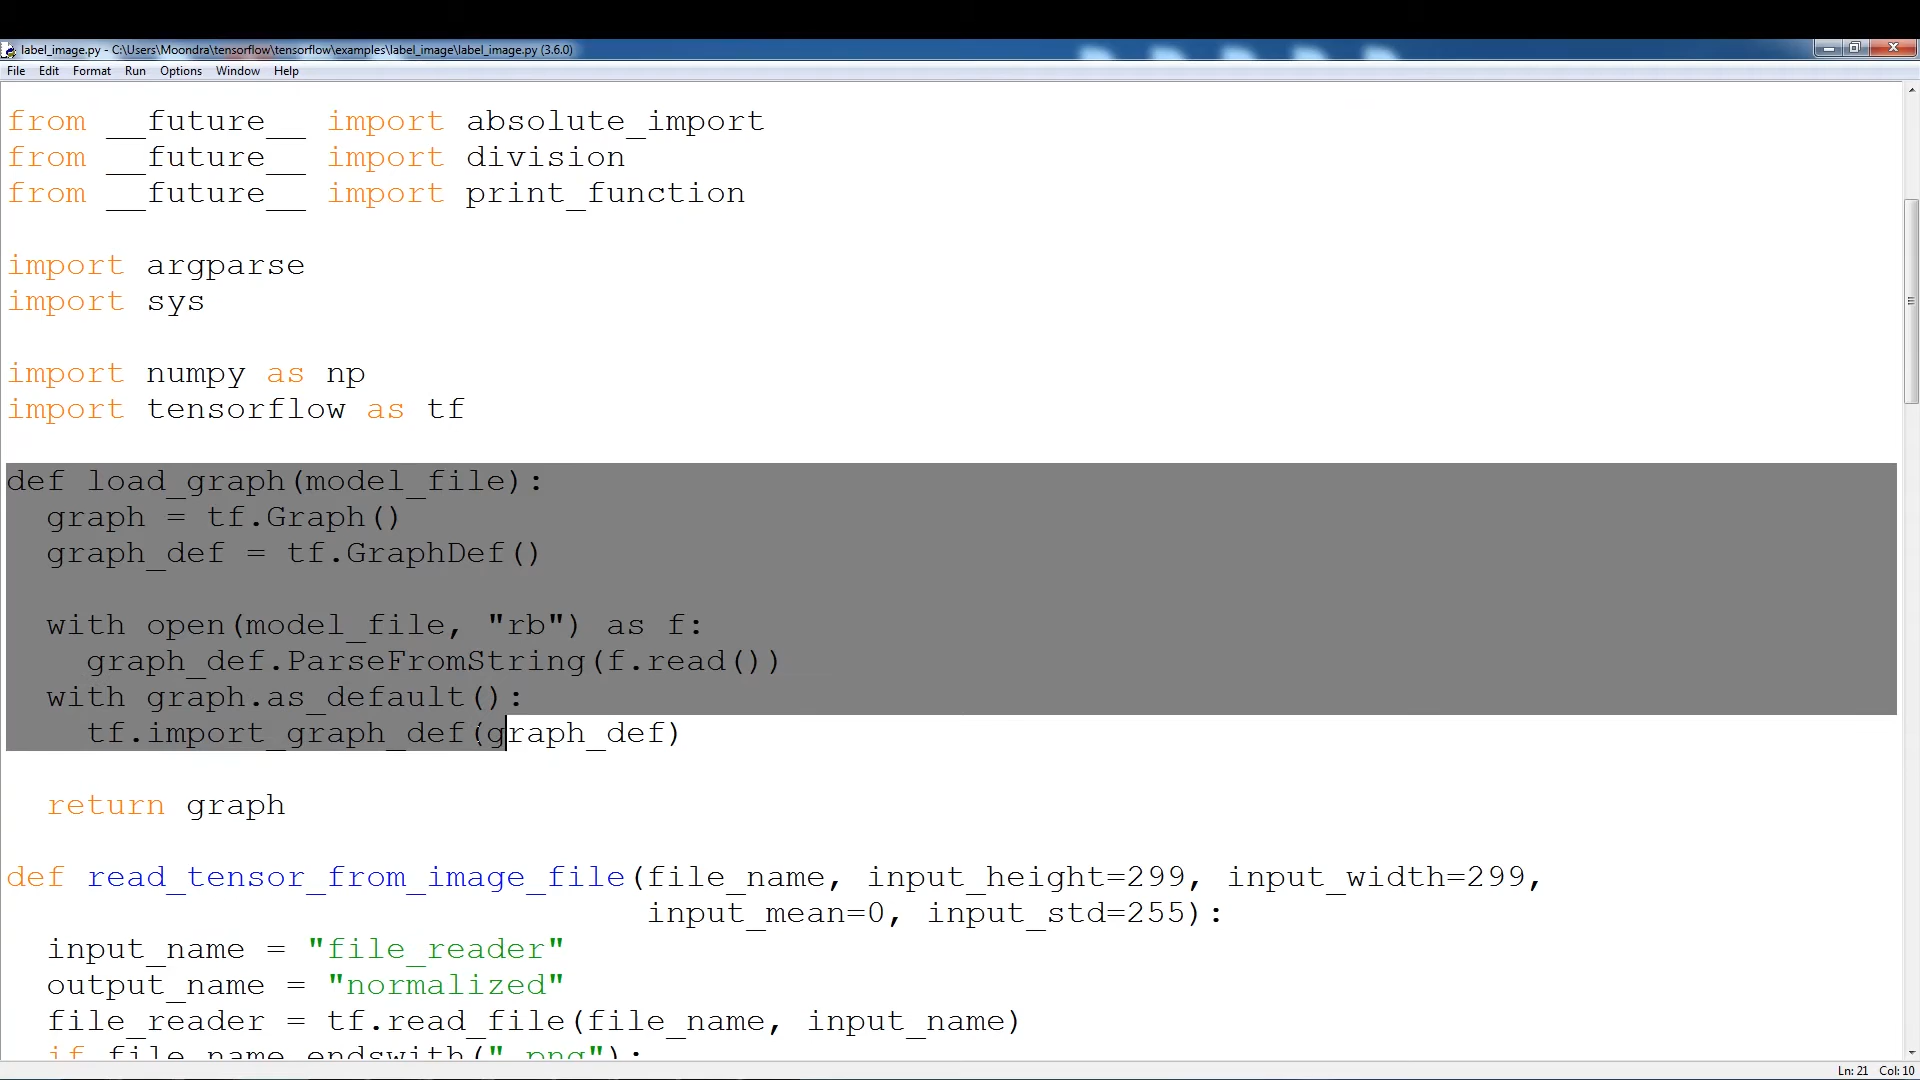 label_image.py - C:\Users\Moondra\tensorflow\tensorflow\examples\label_image\label_image.py (3.6.0)
File Edit Format Run Options Window Help
from __future__ import absolute_import
from __future__ import division
from __future__ import print_function
import argparse
import sys
import numpy as np
import tensorflow as tf
def load_graph(model_file):
  graph = tf.Graph()
  graph_def = tf.GraphDef()
  with open(model_file, "rb") as f:
    graph_def.ParseFromString(f.read())
  with graph.as_default():
    tf.import_graph_def(graph_def)
  return graph
def read_tensor_from_image_file(file_name, input_height=299, input_width=299,
                                input_mean=0, input_std=255):
  input_name = "file_reader"
  output_name = "normalized"
  file_reader = tf.read_file(file_name, input_name)
  if file_name.endswith(".png"):
Ln: 21 Col: 10